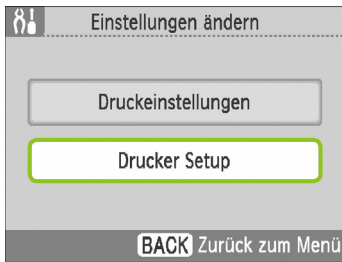 Einstellungen ändern
Druckeinstellungen
Drucker Setup
BACK Zurück zum Menü